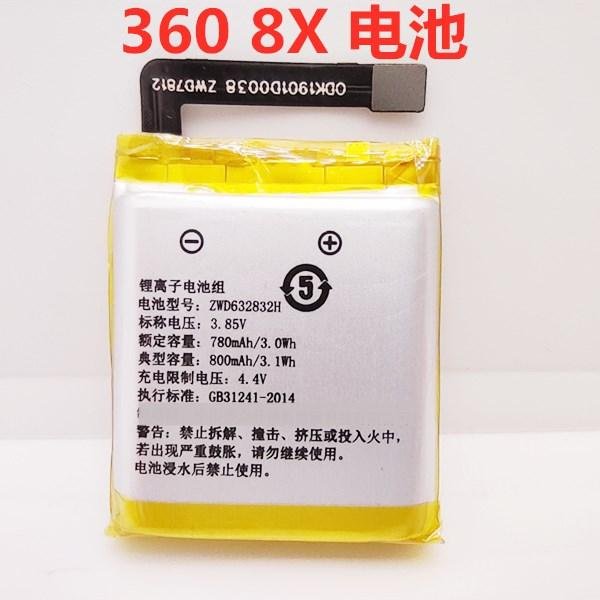 360 8X 电池
ODK1901D0038 ZWD7812
⊖ ⊕
5
锂离子电池组
电池型号：ZWD632832H
标称电压：3.85V
额定容量：780mAh/3.0Wh
典型容量：800mAh/3.1Wh
充电限制电压：4.4V
执行标准：GB31241-2014
警告：禁止拆解、撞击、挤压或投入火中，
若出现严重鼓胀，请勿继续使用。
电池浸水后禁止使用。